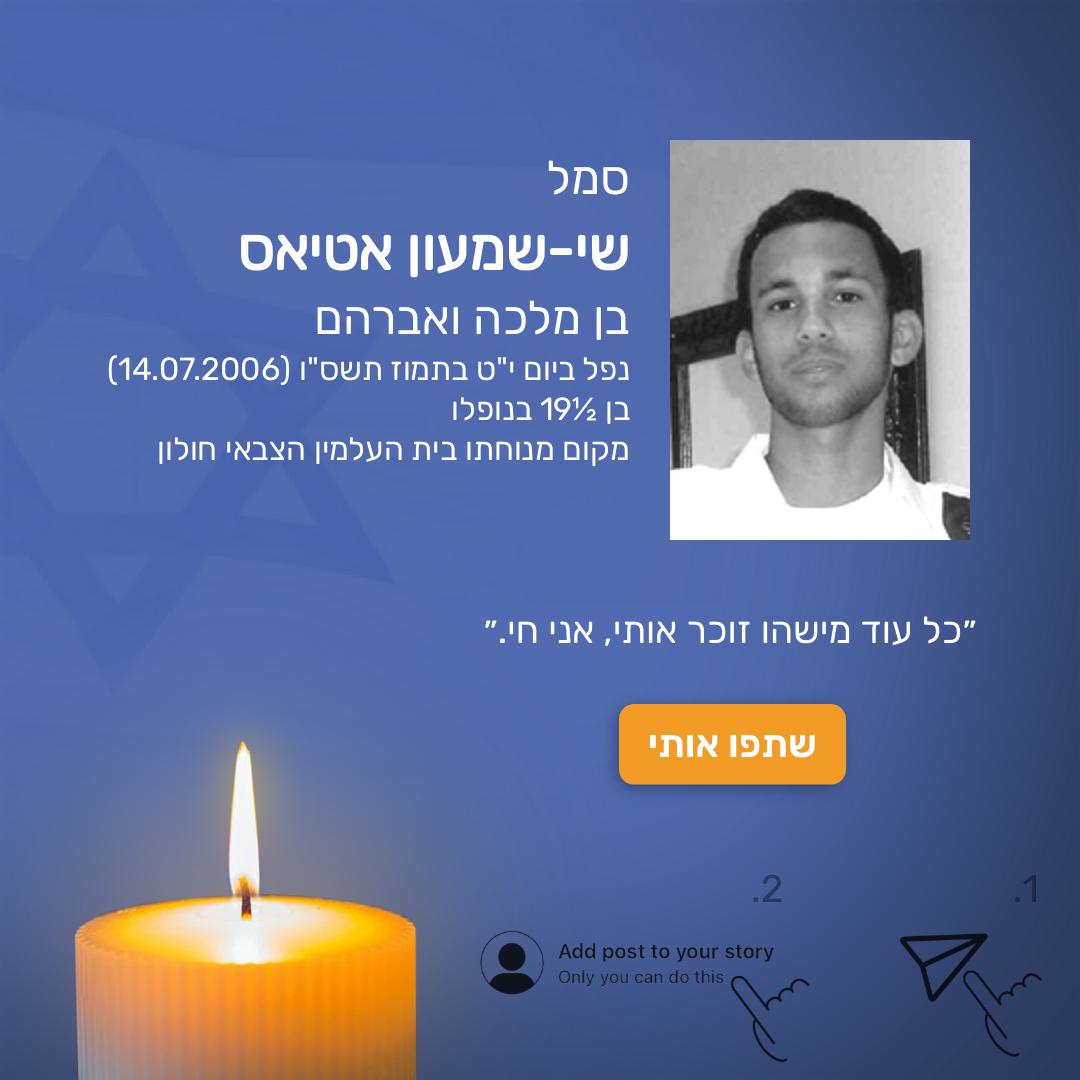 סמל
שי-שמעון אטיאס
בן מלכה ואברהם
נפל ביום י"ט בתמוז תשס"ו (14.07.2006)
בן 19½ בנופלו
מקום מנוחתו בית העלמין הצבאי חולון
״כל עוד מישהו זוכר אותי, אני חי.״
שתפו אותי
.1
.2
Add post to your story
Only you can do this